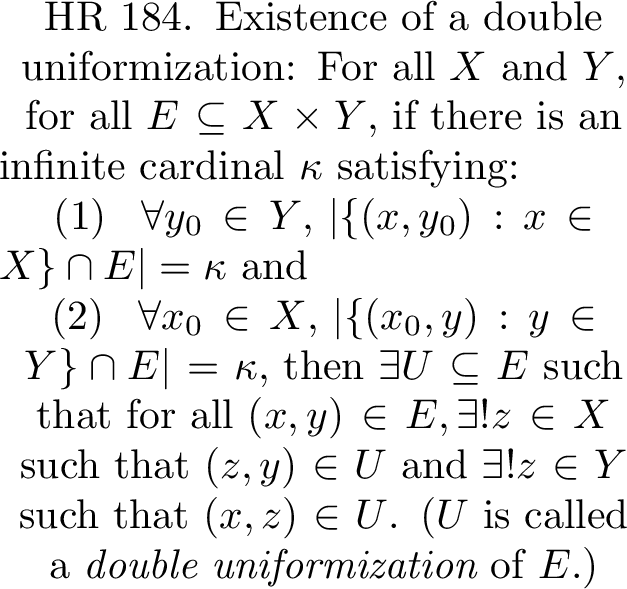 HR 184. Existence of a double
uniformization: For all X and Y,
for all E ⊆ X × Y, if there is an
infinite cardinal κ satisfying:
(1) ∀y₀ ∈ Y, |{(x, y₀) : x ∈
X} ∩ E| = κ and
(2) ∀x₀ ∈ X, |{(x₀, y) : y ∈
Y} ∩ E| = κ, then ∃U ⊆ E such
that for all (x, y) ∈ E, ∃!z ∈ X
such that (z, y) ∈ U and ∃!z ∈ Y
such that (x, z) ∈ U. (U is called
a double uniformization of E.)